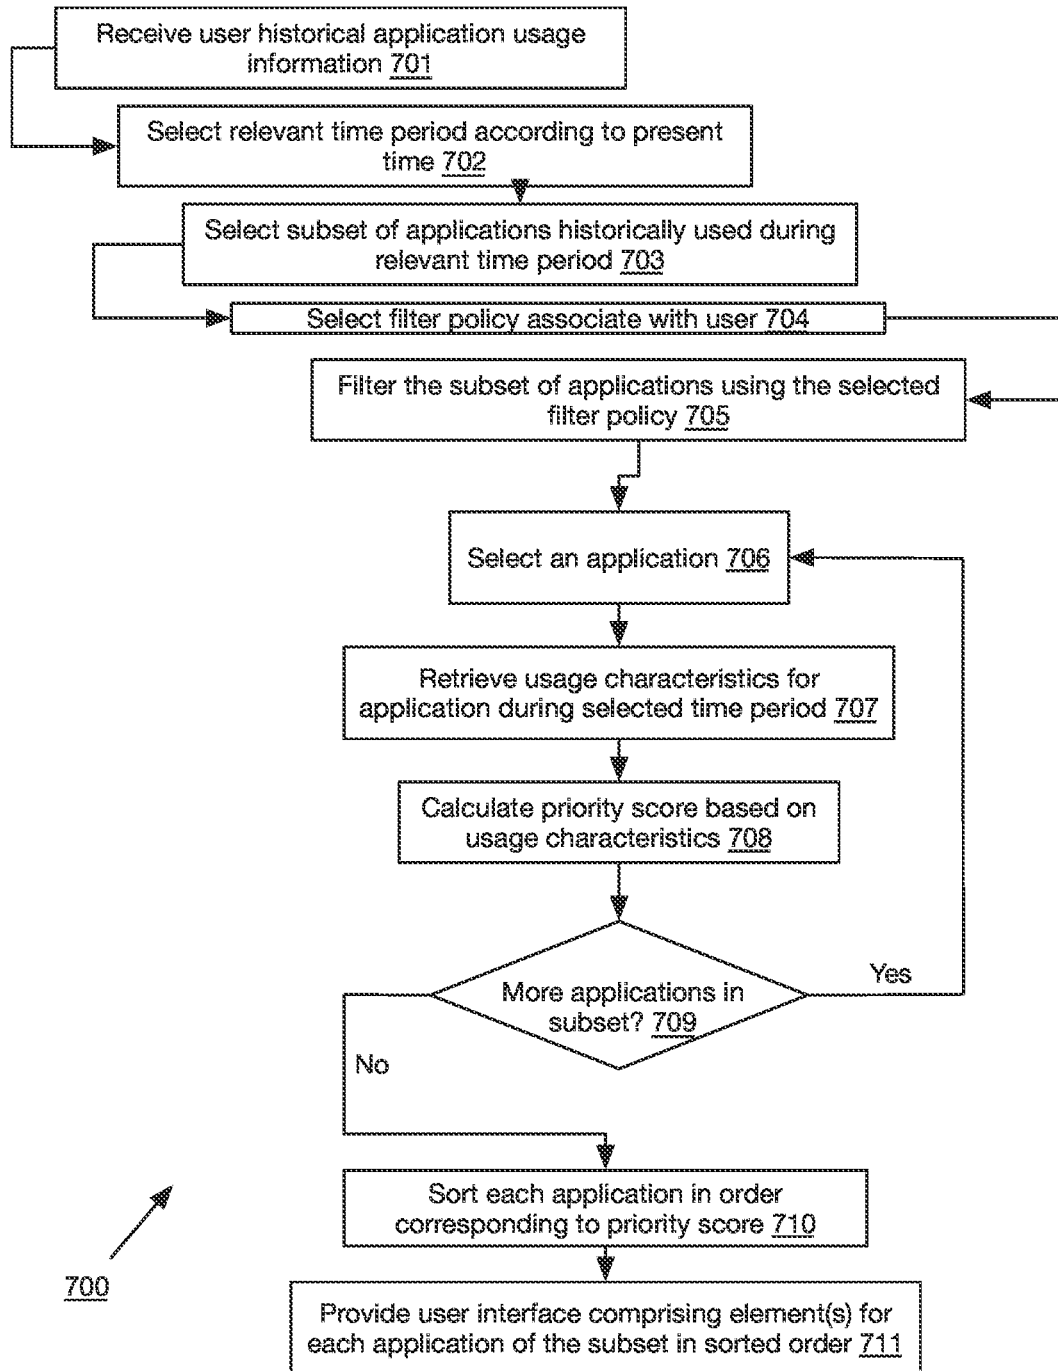 Receive user historical application usage
information 701
Select relevant time period according to present
time 702
Select subset of applications historically used during
relevant time period 703
Select filter policy associate with user 704
Filter the subset of applications using the selected
filter policy 705
Select an application 706
Retrieve usage characteristics for
application during selected time period 707
Calculate priority score based on
usage characteristics 708
More applications in
subset? 709
Yes
No
Sort each application in order
corresponding to priority score 710
700
Provide user interface comprising element(s) for
each application of the subset in sorted order 711